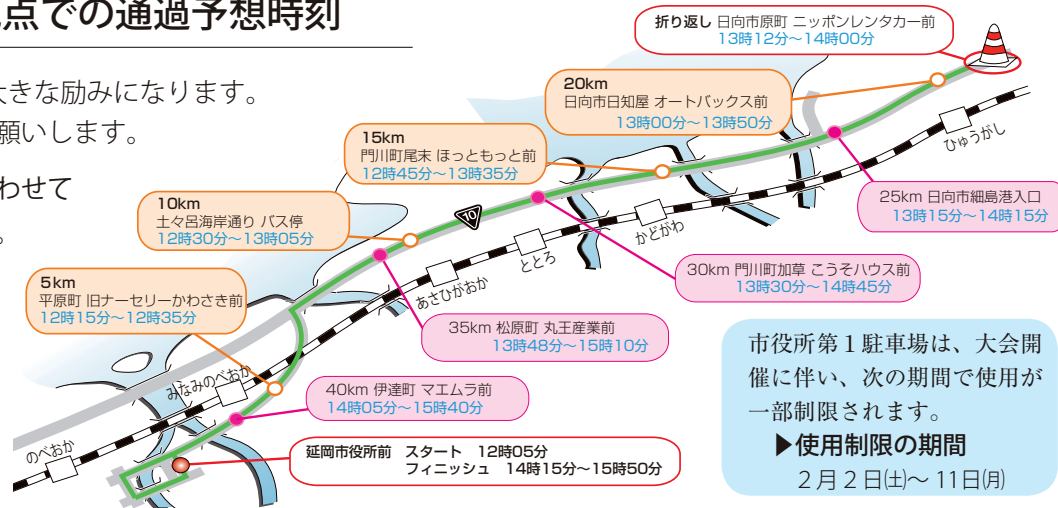 点での通過予想時刻
大きな励みになります。
願いします。
わせて
。
折り返し 日向市原町 ニッポンレンタカー前
13時12分～14時00分
20km
日向市日知屋 オートバックス前
13時00分～13時50分
15km
門川町尾末 ほっともっと前
12時45分～13時35分
10km
土々呂海岸通り バス停
12時30分～13時05分
5km
平原町 旧ナーセリーかわさき前
12時15分～12時35分
10
ひゅうがし
かどがわ
ととろ
あさひがおか
みなみのべおか
のべおか
25km 日向市細島港入口
13時15分～14時15分
30km 門川町加草 こうそハウス前
13時30分～14時45分
35km 松原町 丸王産業前
13時48分～15時10分
40km 伊達町 マエムラ前
14時05分～15時40分
延岡市役所前 スタート 12時05分
フィニッシュ 14時15分～15時50分
市役所第１駐車場は、大会開
催に伴い、次の期間で使用が
一部制限されます。
▶使用制限の期間
２月２日㈯～11日㈪